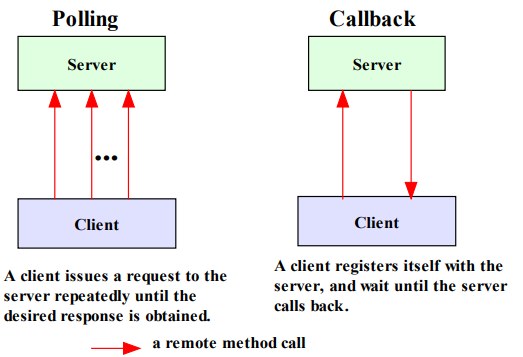 Polling
Server
...
Client
A client issues a request to the
server repeatedly until the
desired response is obtained.
Callback
Server
Client
A client registers itself with the
server, and wait until the server
calls back.
a remote method call